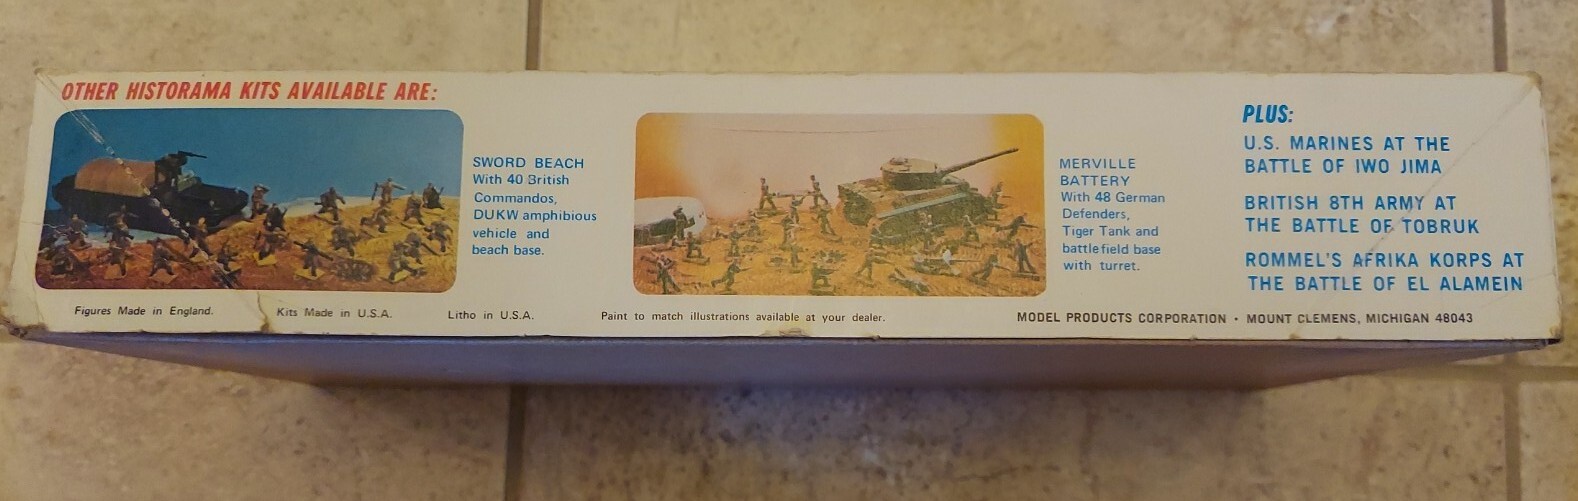 OTHER HISTORAMA KITS AVAILABLE ARE:
SWORD BEACH
With 40 British
Commandos,
DUKW amphibious
vehicle and
beach base.
MERVILLE
BATTERY
With 48 German
Defenders,
Tiger Tank and
battlefield base
with turret.
PLUS:
U.S. MARINES AT THE
BATTLE OF IWO JIMA
BRITISH 8TH ARMY AT
THE BATTLE OF TOBRUK
ROMMEL'S AFRIKA KORPS AT
THE BATTLE OF EL ALAMEIN
Figures Made in England.
Kits Made in U.S.A.
Litho in U.S.A.
Paint to match illustrations available at your dealer.
MODEL PRODUCTS CORPORATION • MOUNT CLEMENS, MICHIGAN 48043